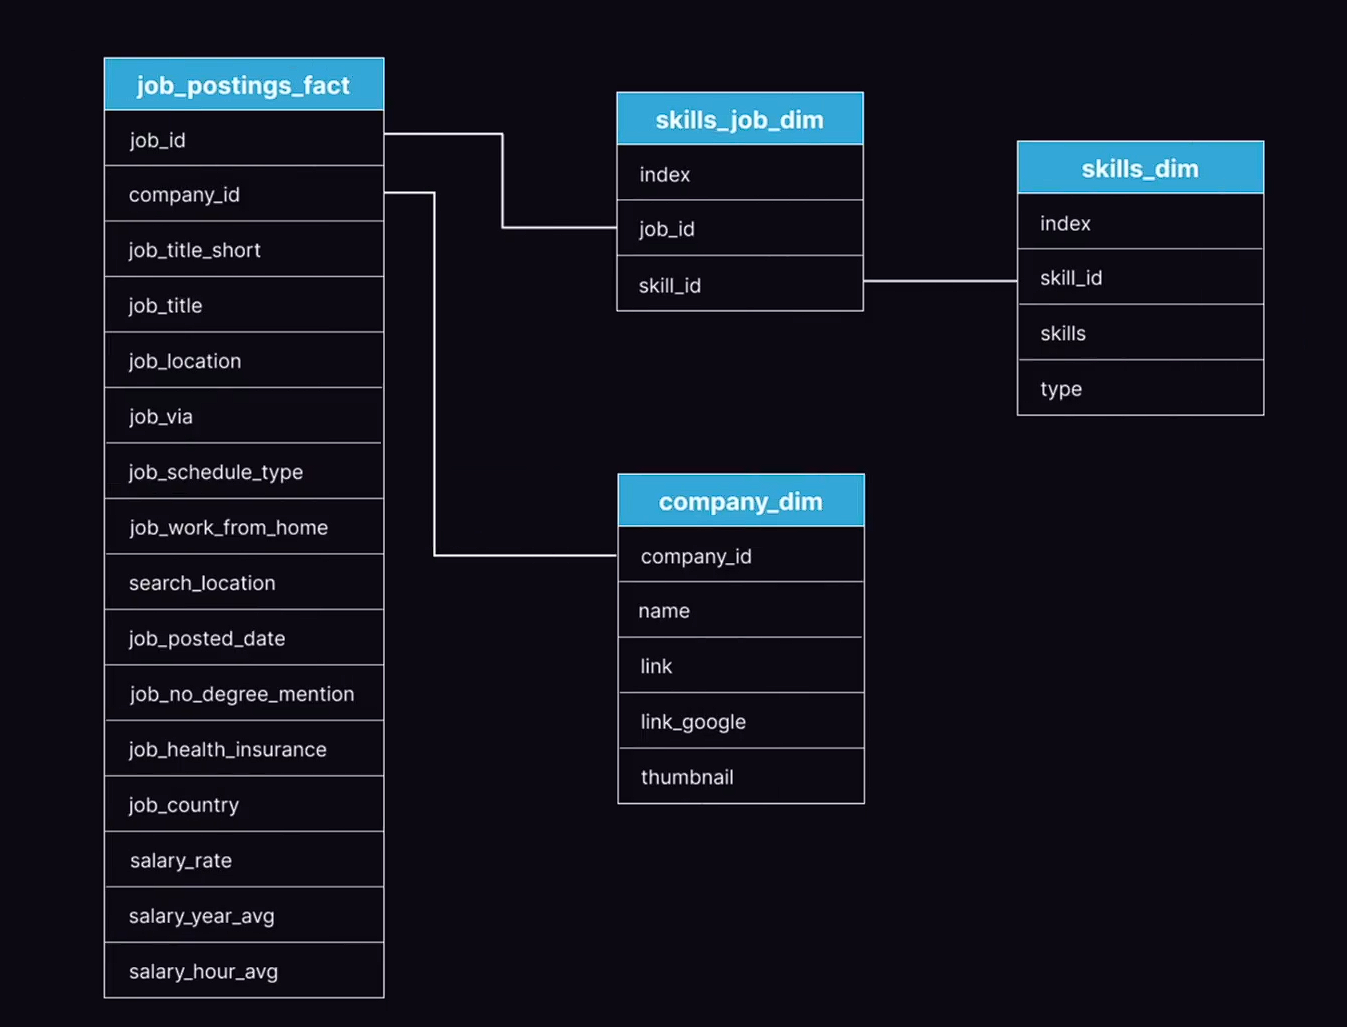 job_postings_fact
job_id
company_id
job_title_short
job_title
job_location
job_via
job_schedule_type
job_work_from_home
search_location
job_posted_date
job_no_degree_mention
job_health_insurance
job_country
salary_rate
salary_year_avg
salary_hour_avg
skills_job_dim
index
job_id
skill_id
skills_dim
index
skill_id
skills
type
company_dim
company_id
name
link
link_google
thumbnail